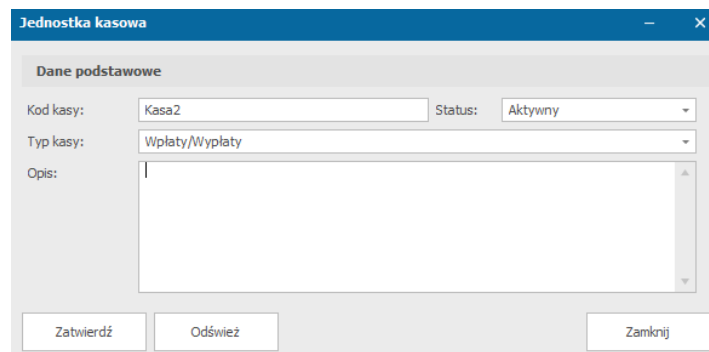 Jednostka kasowa
Dane podstawowe
Kod kasy: Kasa2 Status: Aktywny
Typ kasy: Wpłaty/Wypłaty
Opis:
Zatwierdź Odśwież Zamknij